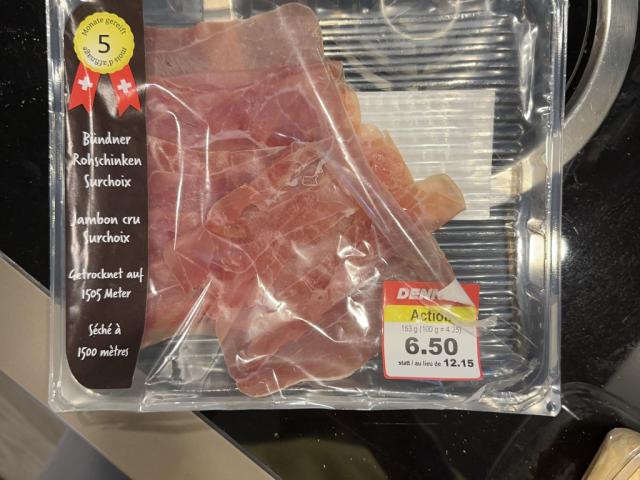 Monate gereift
5
mois d'affinage
Bündner
Rohschinken
Surchoix
Jambon cru
Surchoix
Getrocknet auf
1505 Meter
Séché à
1500 mètres
Action
153 g (100 g = 4.25)
6.50
statt / au lieu de 12.15